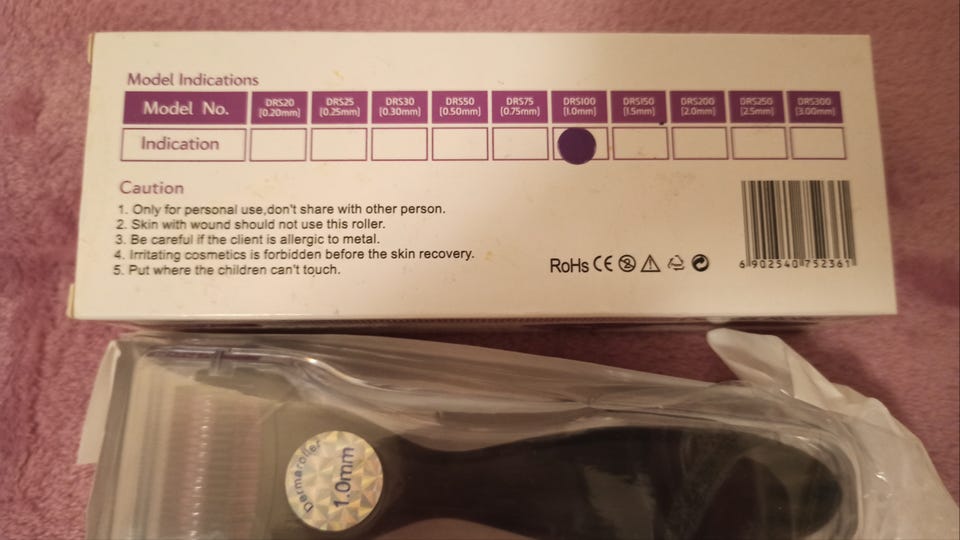 Model Indications
Model No. DRS20 DRS25 DRS30 DRS50 DRS75 DRS100 DRS150 DRS200 DRS250 DRS300
(0.20mm) (0.25mm) (0.30mm) (0.50mm) (0.75mm) (1.0mm) (1.5mm) (2.0mm) (2.5mm) (3.00mm)
Indication
Caution
1. Only for personal use,don't share with other person.
2. Skin with wound should not use this roller.
3. Be careful if the client is allergic to metal.
4. Irritating cosmetics is forbidden before the skin recovery.
5. Put where the children can't touch.
RoHs CE
6 902540 752361
Dermaroller
1.0mm